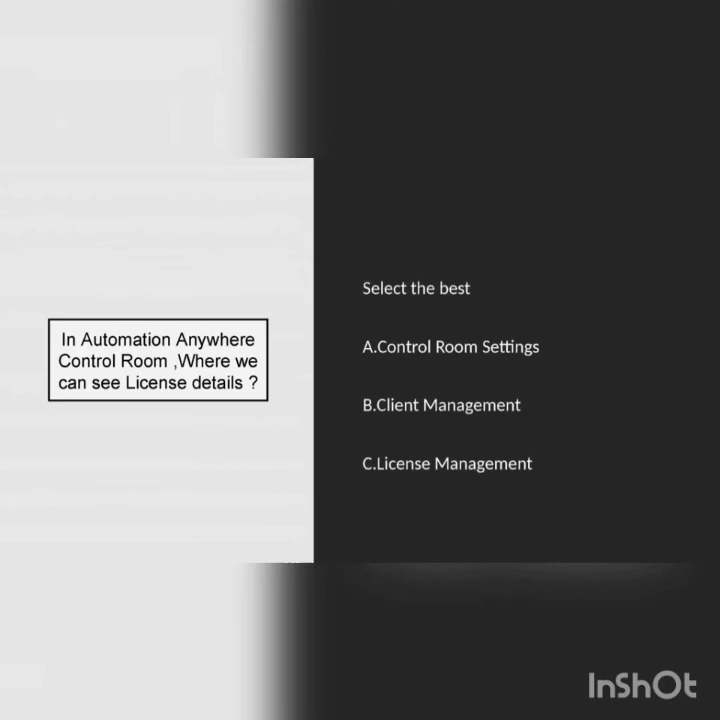 In Automation Anywhere
Control Room ,Where we
can see License details ?
Select the best
A.Control Room Settings
B.Client Management
C.License Management
InShOt